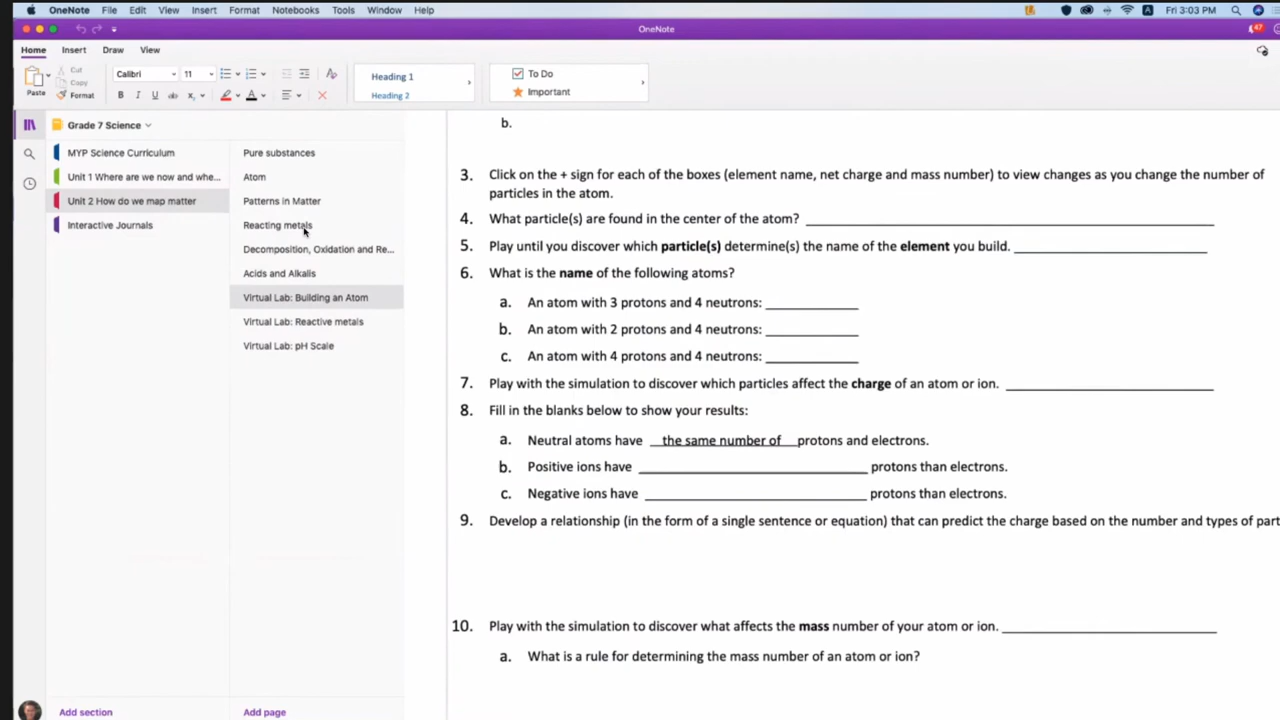 OneNote File Edit View Insert Format Notebooks Tools Window Help Fri 3:03 PM
OneNote
47
Home Insert Draw View
Paste Cut Copy Format Calibri 11 Heading 1 Heading 2 To Do Important
B I U ab x A
Grade 7 Science
MYP Science Curriculum
Unit 1 Where are we now and whe...
Unit 2 How do we map matter
Interactive Journals
Add section
Pure substances
Atom
Patterns in Matter
Reacting metals
Decomposition, Oxidation and Re...
Acids and Alkalis
Virtual Lab: Building an Atom
Virtual Lab: Reactive metals
Virtual Lab: pH Scale
Add page
b.
3. Click on the + sign for each of the boxes (element name, net charge and mass number) to view changes as you change the number of
particles in the atom.
4. What particle(s) are found in the center of the atom?
5. Play until you discover which particle(s) determine(s) the name of the element you build.
6. What is the name of the following atoms?
a. An atom with 3 protons and 4 neutrons:
b. An atom with 2 protons and 4 neutrons:
c. An atom with 4 protons and 4 neutrons:
7. Play with the simulation to discover which particles affect the charge of an atom or ion.
8. Fill in the blanks below to show your results:
a. Neutral atoms have the same number of protons and electrons.
b. Positive ions have protons than electrons.
c. Negative ions have protons than electrons.
9. Develop a relationship (in the form of a single sentence or equation) that can predict the charge based on the number and types of part
10. Play with the simulation to discover what affects the mass number of your atom or ion.
a. What is a rule for determining the mass number of an atom or ion?